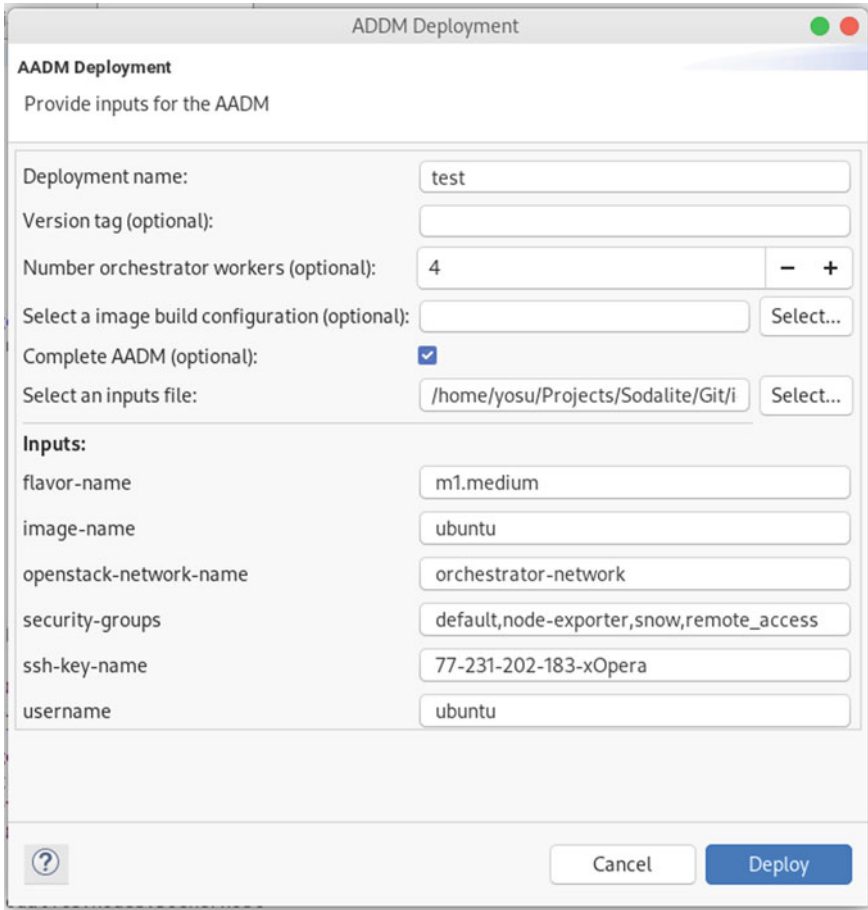 ADDM Deployment
AADM Deployment
Provide inputs for the AADM
Deployment name: test
Version tag (optional):
Number orchestrator workers (optional): 4 − +
Select a image build configuration (optional): Select...
Complete AADM (optional):
Select an inputs file: /home/yosu/Projects/Sodalite/Git/i Select...
Inputs:
flavor-name m1.medium
image-name ubuntu
openstack-network-name orchestrator-network
security-groups default,node-exporter,snow,remote_access
ssh-key-name 77-231-202-183-xOpera
username ubuntu
? Cancel Deploy